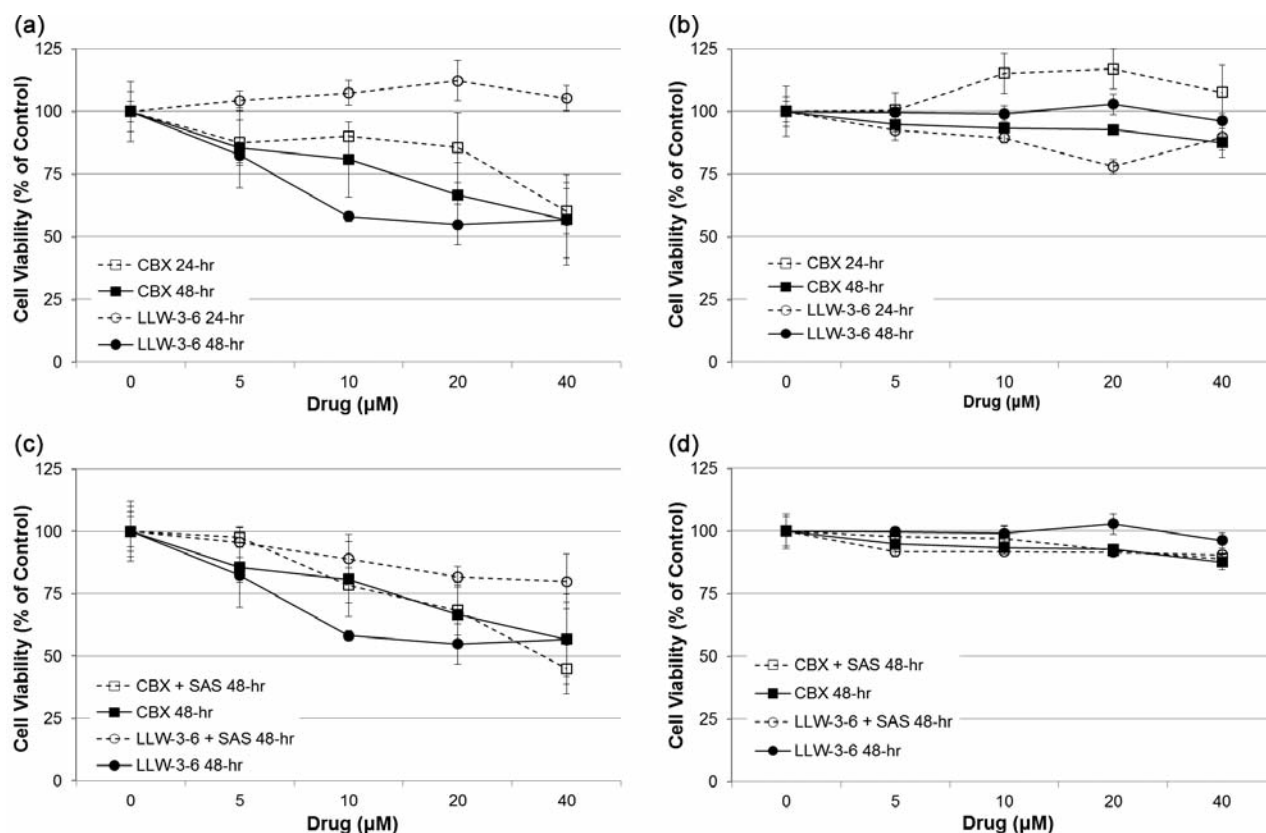 (a)
Cell Viability (% of Control)
125
100
75
50
25
0
CBX 24-hr
CBX 48-hr
LLW-3-6 24-hr
LLW-3-6 48-hr
0 5 10 20 40
Drug (μM)
(b)
Cell Viability (% of Control)
125
100
75
50
25
0
CBX 24-hr
CBX 48-hr
LLW-3-6 24-hr
LLW-3-6 48-hr
0 5 10 20 40
Drug (μM)
(c)
Cell Viability (% of Control)
125
100
75
50
25
0
CBX + SAS 48-hr
CBX 48-hr
LLW-3-6 + SAS 48-hr
LLW-3-6 48-hr
0 5 10 20 40
Drug (μM)
(d)
Cell Viability (% of Control)
125
100
75
50
25
0
CBX + SAS 48-hr
CBX 48-hr
LLW-3-6 + SAS 48-hr
LLW-3-6 48-hr
0 5 10 20 40
Drug (μM)